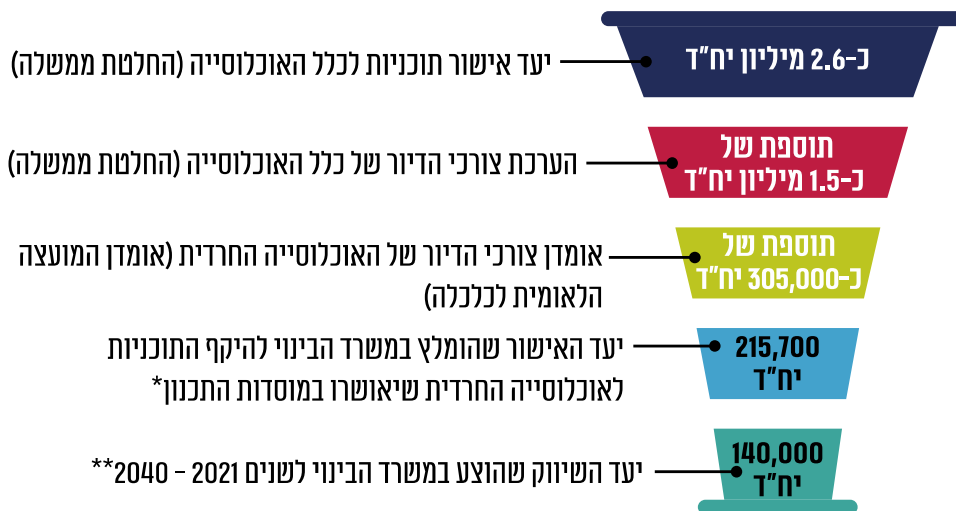 כ-2.6 מיליון יח"ד
יעד אישור תוכניות לכלל האוכלוסייה (החלטת ממשלה)
תוספת של
כ-1.5 מיליון יח"ד
הערכת צורכי הדיור של כלל האוכלוסייה (החלטת ממשלה)
תוספת של
כ-305,000 יח"ד
אומדן צורכי הדיור של האוכלוסייה החרדית (אומדן המועצה
הלאומית לכלכלה)
215,700
יח"ד
יעד האישור שהומלץ במשרד הבינוי להיקף התוכניות
לאוכלוסייה החרדית שיאושרו במוסדות התכנון*
140,000
יח"ד
יעד השיווק שהוצע במשרד הבינוי לשנים 2021 - 2040**